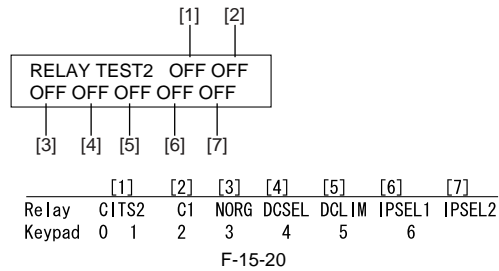 [1] [2]
RELAY TEST2 OFF OFF
OFF OFF OFF OFF OFF
[3] [4] [5] [6] [7]
[1] [2] [3] [4] [5] [6] [7]
Relay CITS2 C1 NORG DCSEL DCLIM IPSEL1 IPSEL2
Keypad 0 1 2 3 4 5 6
F-15-20